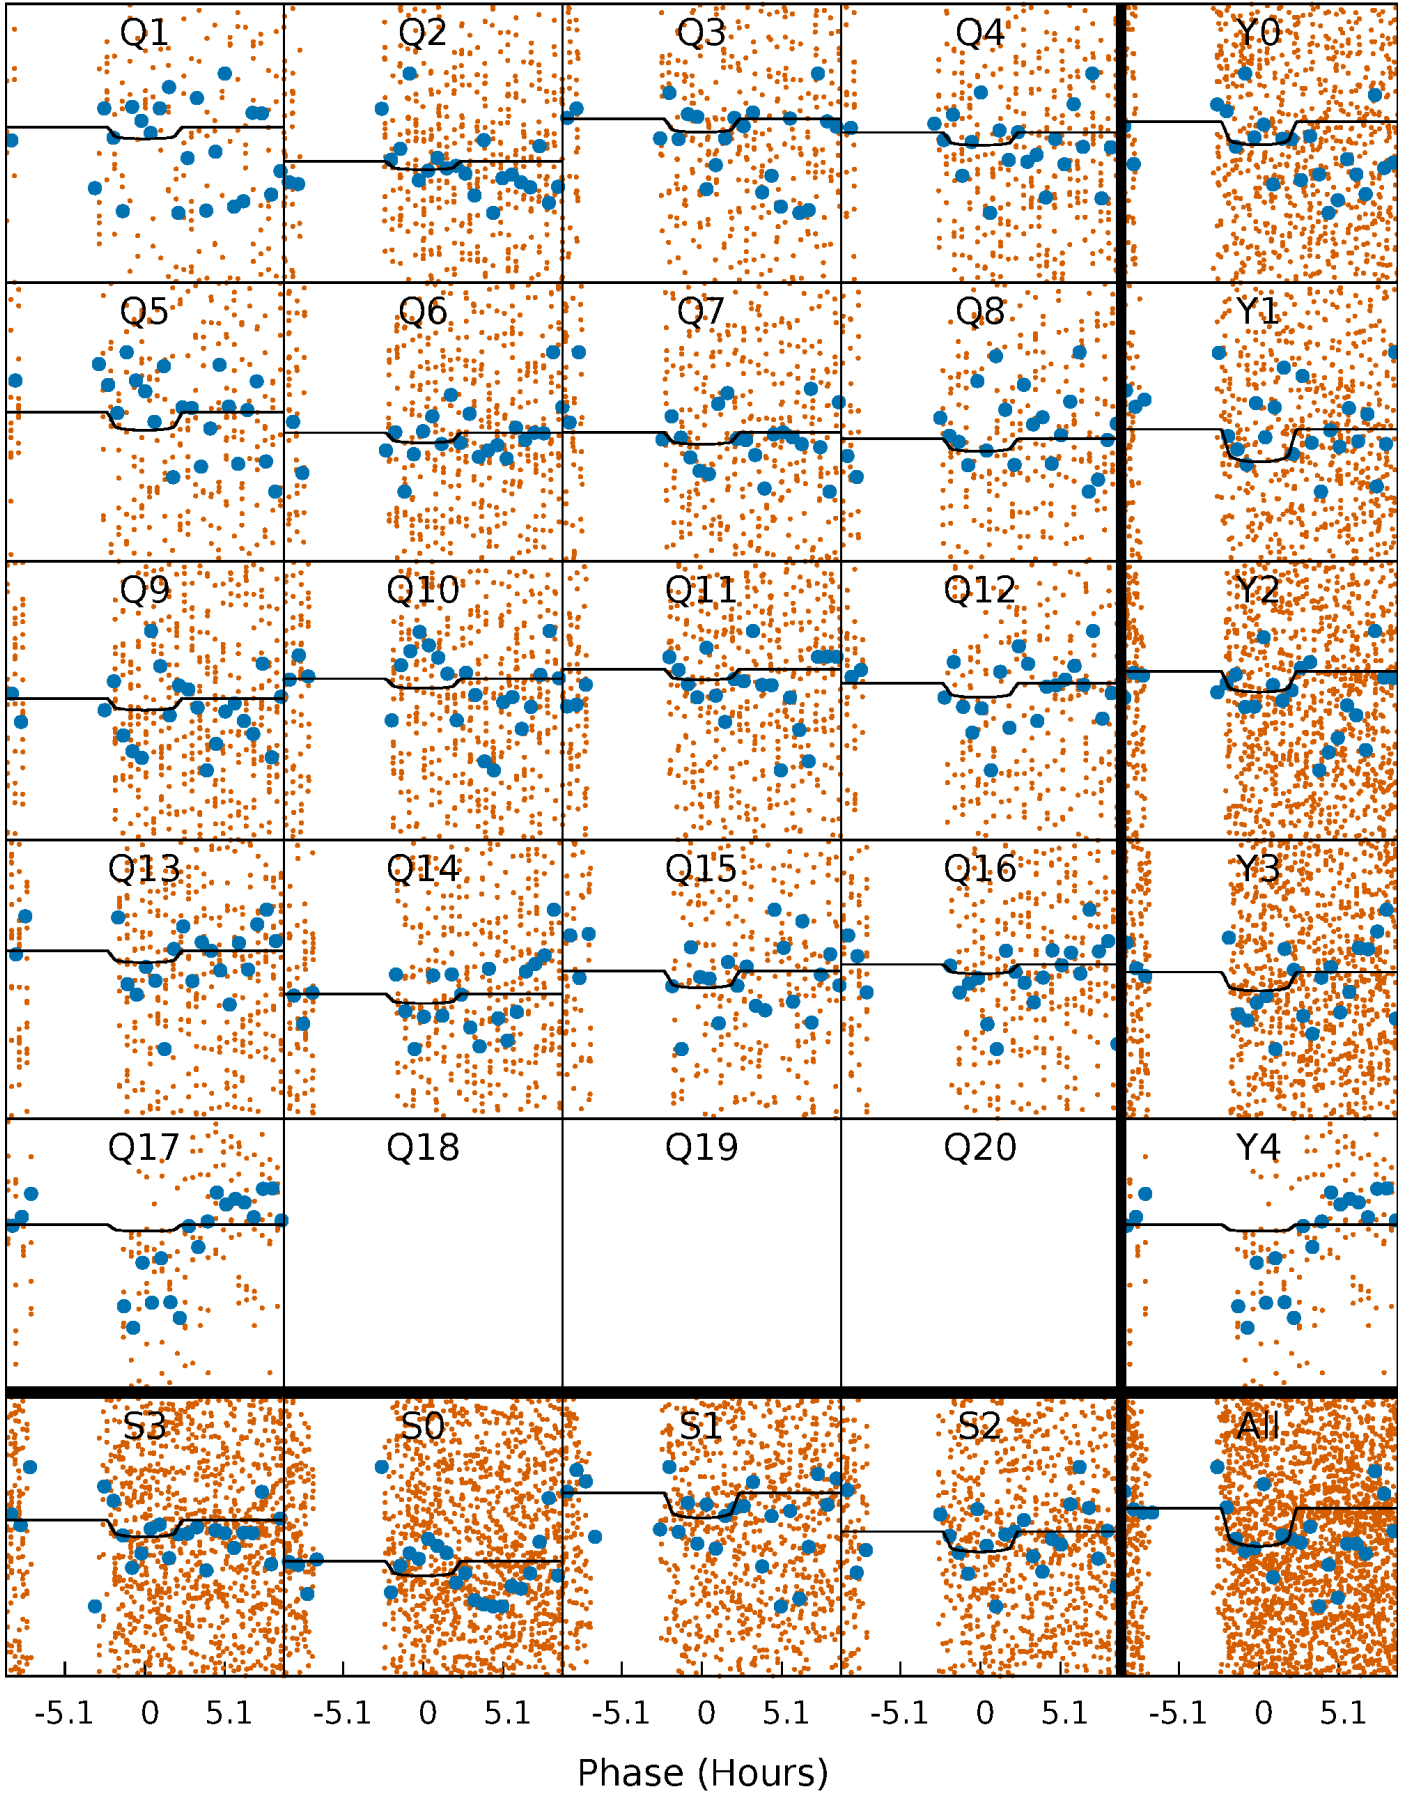 Q1 Q2 Q3 Q4 Y0
Q5 Q6 Q7 Q8 Y1
Q9 Q10 Q11 Q12 Y2
Q13 Q14 Q15 Q16 Y3
Q17 Q18 Q19 Q20 Y4
S3 S0 S1 S2 All
-5.1 0 5.1 -5.1 0 5.1 -5.1 0 5.1 -5.1 0 5.1 -5.1 0 5.1
Phase (Hours)